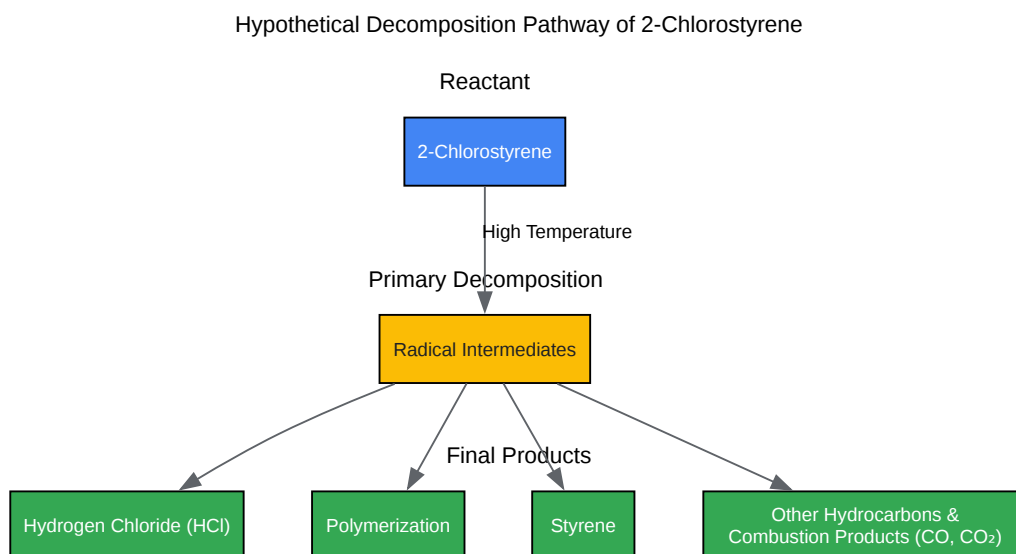 Hypothetical Decomposition Pathway of 2-Chlorostyrene
Reactant
2-Chlorostyrene
High Temperature
Primary Decomposition
Radical Intermediates
Final Products
Hydrogen Chloride (HCl)
Polymerization
Styrene
Other Hydrocarbons &
Combustion Products (CO, CO₂)